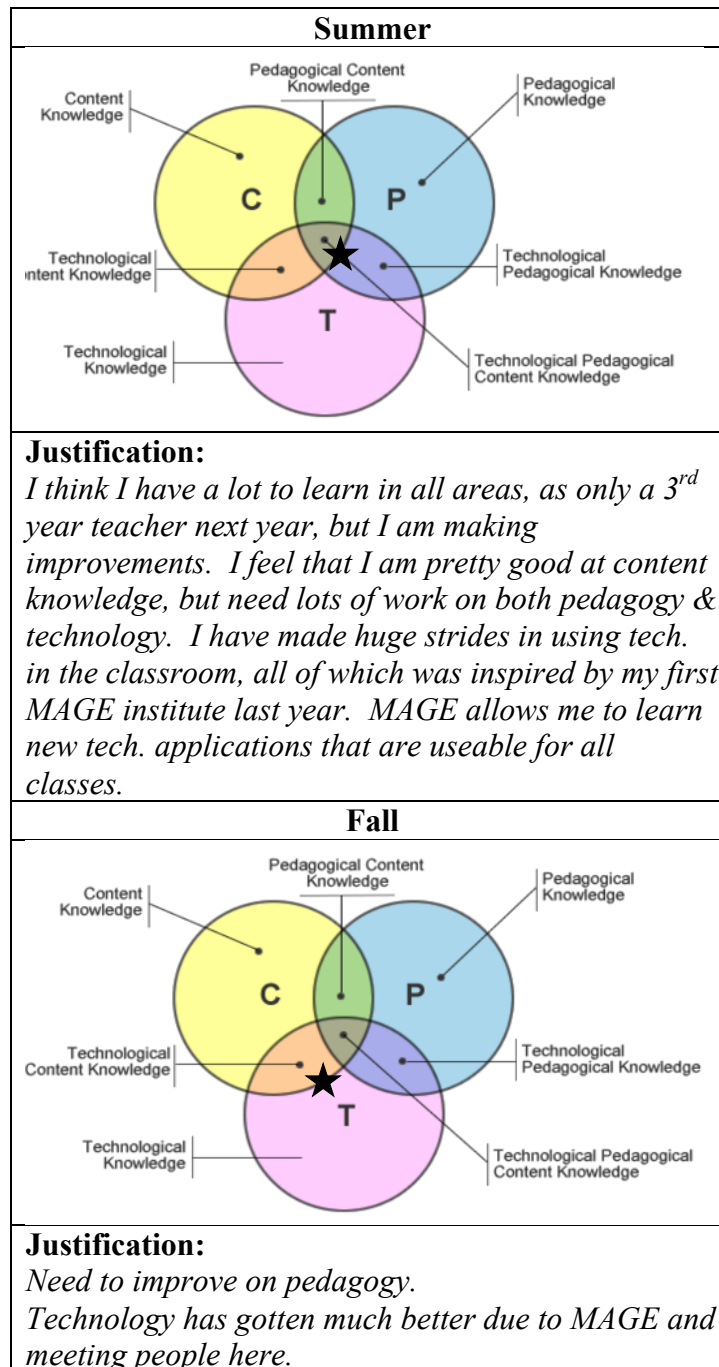 Summer
Pedagogical Content
Knowledge
Pedagogical
Knowledge
Content
Knowledge
C
P
Technological
ntent Knowledge
Technological
Pedagogical Knowledge
T
Technological
Knowledge
Technological Pedagogical
Content Knowledge
Justification:
I think I have a lot to learn in all areas, as only a 3rd
year teacher next year, but I am making
improvements. I feel that I am pretty good at content
knowledge, but need lots of work on both pedagogy &
technology. I have made huge strides in using tech.
in the classroom, all of which was inspired by my first
MAGE institute last year. MAGE allows me to learn
new tech. applications that are useable for all
classes.
Fall
Pedagogical Content
Knowledge
Pedagogical
Knowledge
Content
Knowledge
C
P
Technological
Content Knowledge
Technological
Pedagogical Knowledge
T
Technological
Knowledge
Technological Pedagogical
Content Knowledge
Justification:
Need to improve on pedagogy.
Technology has gotten much better due to MAGE and
meeting people here.